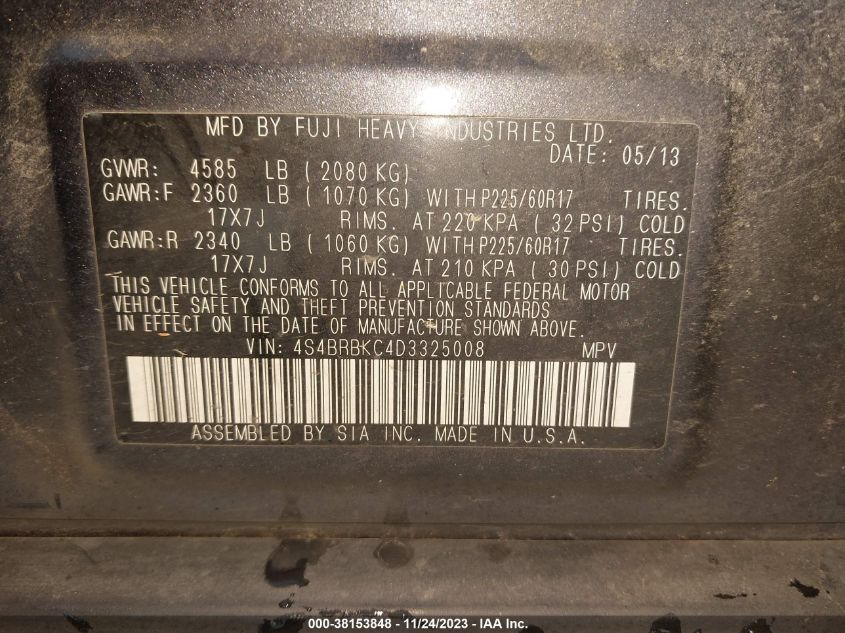 MFD BY FUJI HEAVY INDUSTRIES LTD.
DATE: 05/13
GVWR: 4585 LB ( 2080 KG)
GAWR:F 2360 LB ( 1070 KG) WITH P225/60R17 TIRES.
17X7J RIMS. AT 220 KPA ( 32 PSI) COLD
GAWR:R 2340 LB ( 1060 KG) WITH P225/60R17 TIRES.
17X7J RIMS. AT 210 KPA ( 30 PSI) COLD
THIS VEHICLE CONFORMS TO ALL APPLICABLE FEDERAL MOTOR
VEHICLE SAFETY AND THEFT PREVENTION STANDARDS
IN EFFECT ON THE DATE OF MANUFACTURE SHOWN ABOVE.
VIN: 4S4BRBKC4D3325008 MPV
ASSEMBLED BY SIA INC. MADE IN U.S.A.
000-38153848 - 11/24/2023 - IAA Inc.